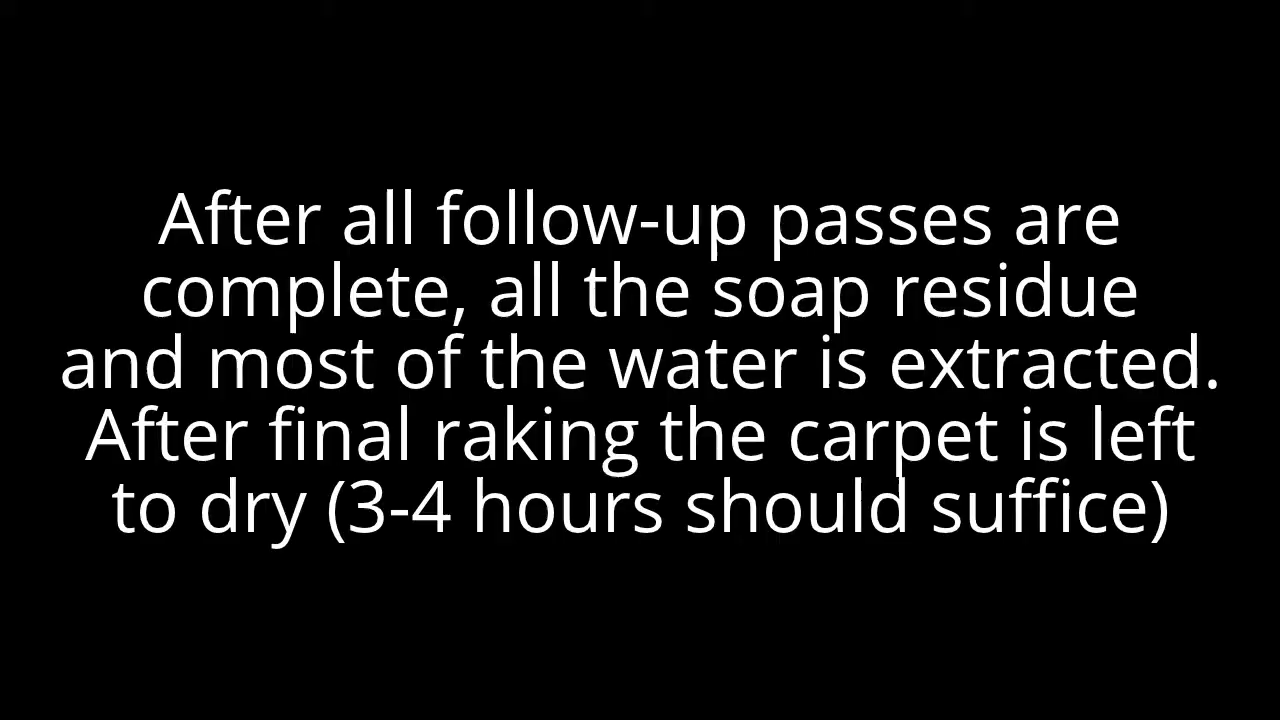 After all follow-up passes are
complete, all the soap residue
and most of the water is extracted.
After final raking the carpet is left
to dry (3-4 hours should suffice)